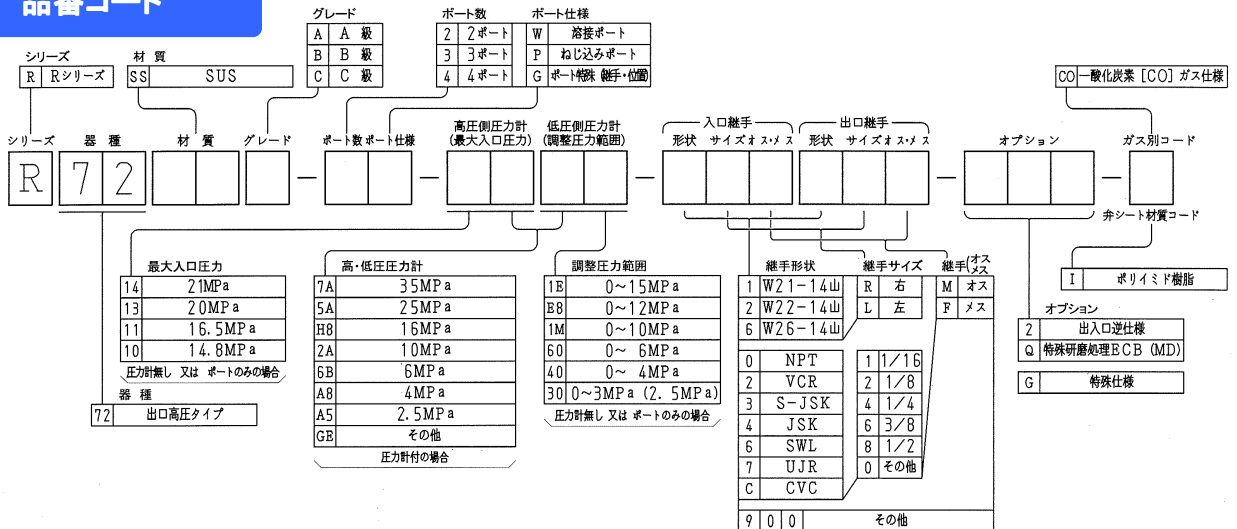 品番コード
グレード
A A 級
B B 級
C C 級
ポート数
2 2ポート
3 3ポート
4 4ポート
ポート仕様
W 溶接ポート
P ねじ込みポート
G ポート特殊(継手・位置)
シリーズ
R Rシリーズ
材 質
SS SUS
CO 一酸化炭素[CO]ガス仕様
シリーズ 器 種 材 質 グレード ポート数 ポート仕様
高圧側圧力計
(最大入口圧力)
低圧側圧力計
(調整圧力範囲)
入口継手
形状 サイズ オス・メス
出口継手
形状 サイズ オス・メス
オプション
ガス別コード
R 7 2 — — — — —
弁シート材質コード
I ポリイミド樹脂
最大入口圧力
14 21MPa
13 20MPa
11 16.5MPa
10 14.8MPa
圧力計無し 又は ポートのみの場合
器 種
72 出口高圧タイプ
高・低圧圧力計
7A 35MPa
5A 25MPa
H8 16MPa
2A 10MPa
6B 6MPa
A8 4MPa
A5 2.5MPa
GE その他
圧力計付の場合
調整圧力範囲
1E 0~15MPa
E8 0~12MPa
1M 0~10MPa
60 0~ 6MPa
40 0~ 4MPa
30 0~3MPa (2.5MPa)
圧力計無し 又は ポートのみの場合
継手形状
1 W21-14山
2 W22-14山
6 W26-14山
0 NPT
2 VCR
3 S-JSK
4 JSK
6 SWL
7 UJR
C CVC
9 0 0 その他
継手サイズ
R 右
L 左
1 1/16
2 1/8
4 1/4
6 3/8
8 1/2
0 その他
継手(オス
メス
M オス
F メス
オプション
2 出入口逆仕様
Q 特殊研磨処理ECB(MD)
G 特殊仕様